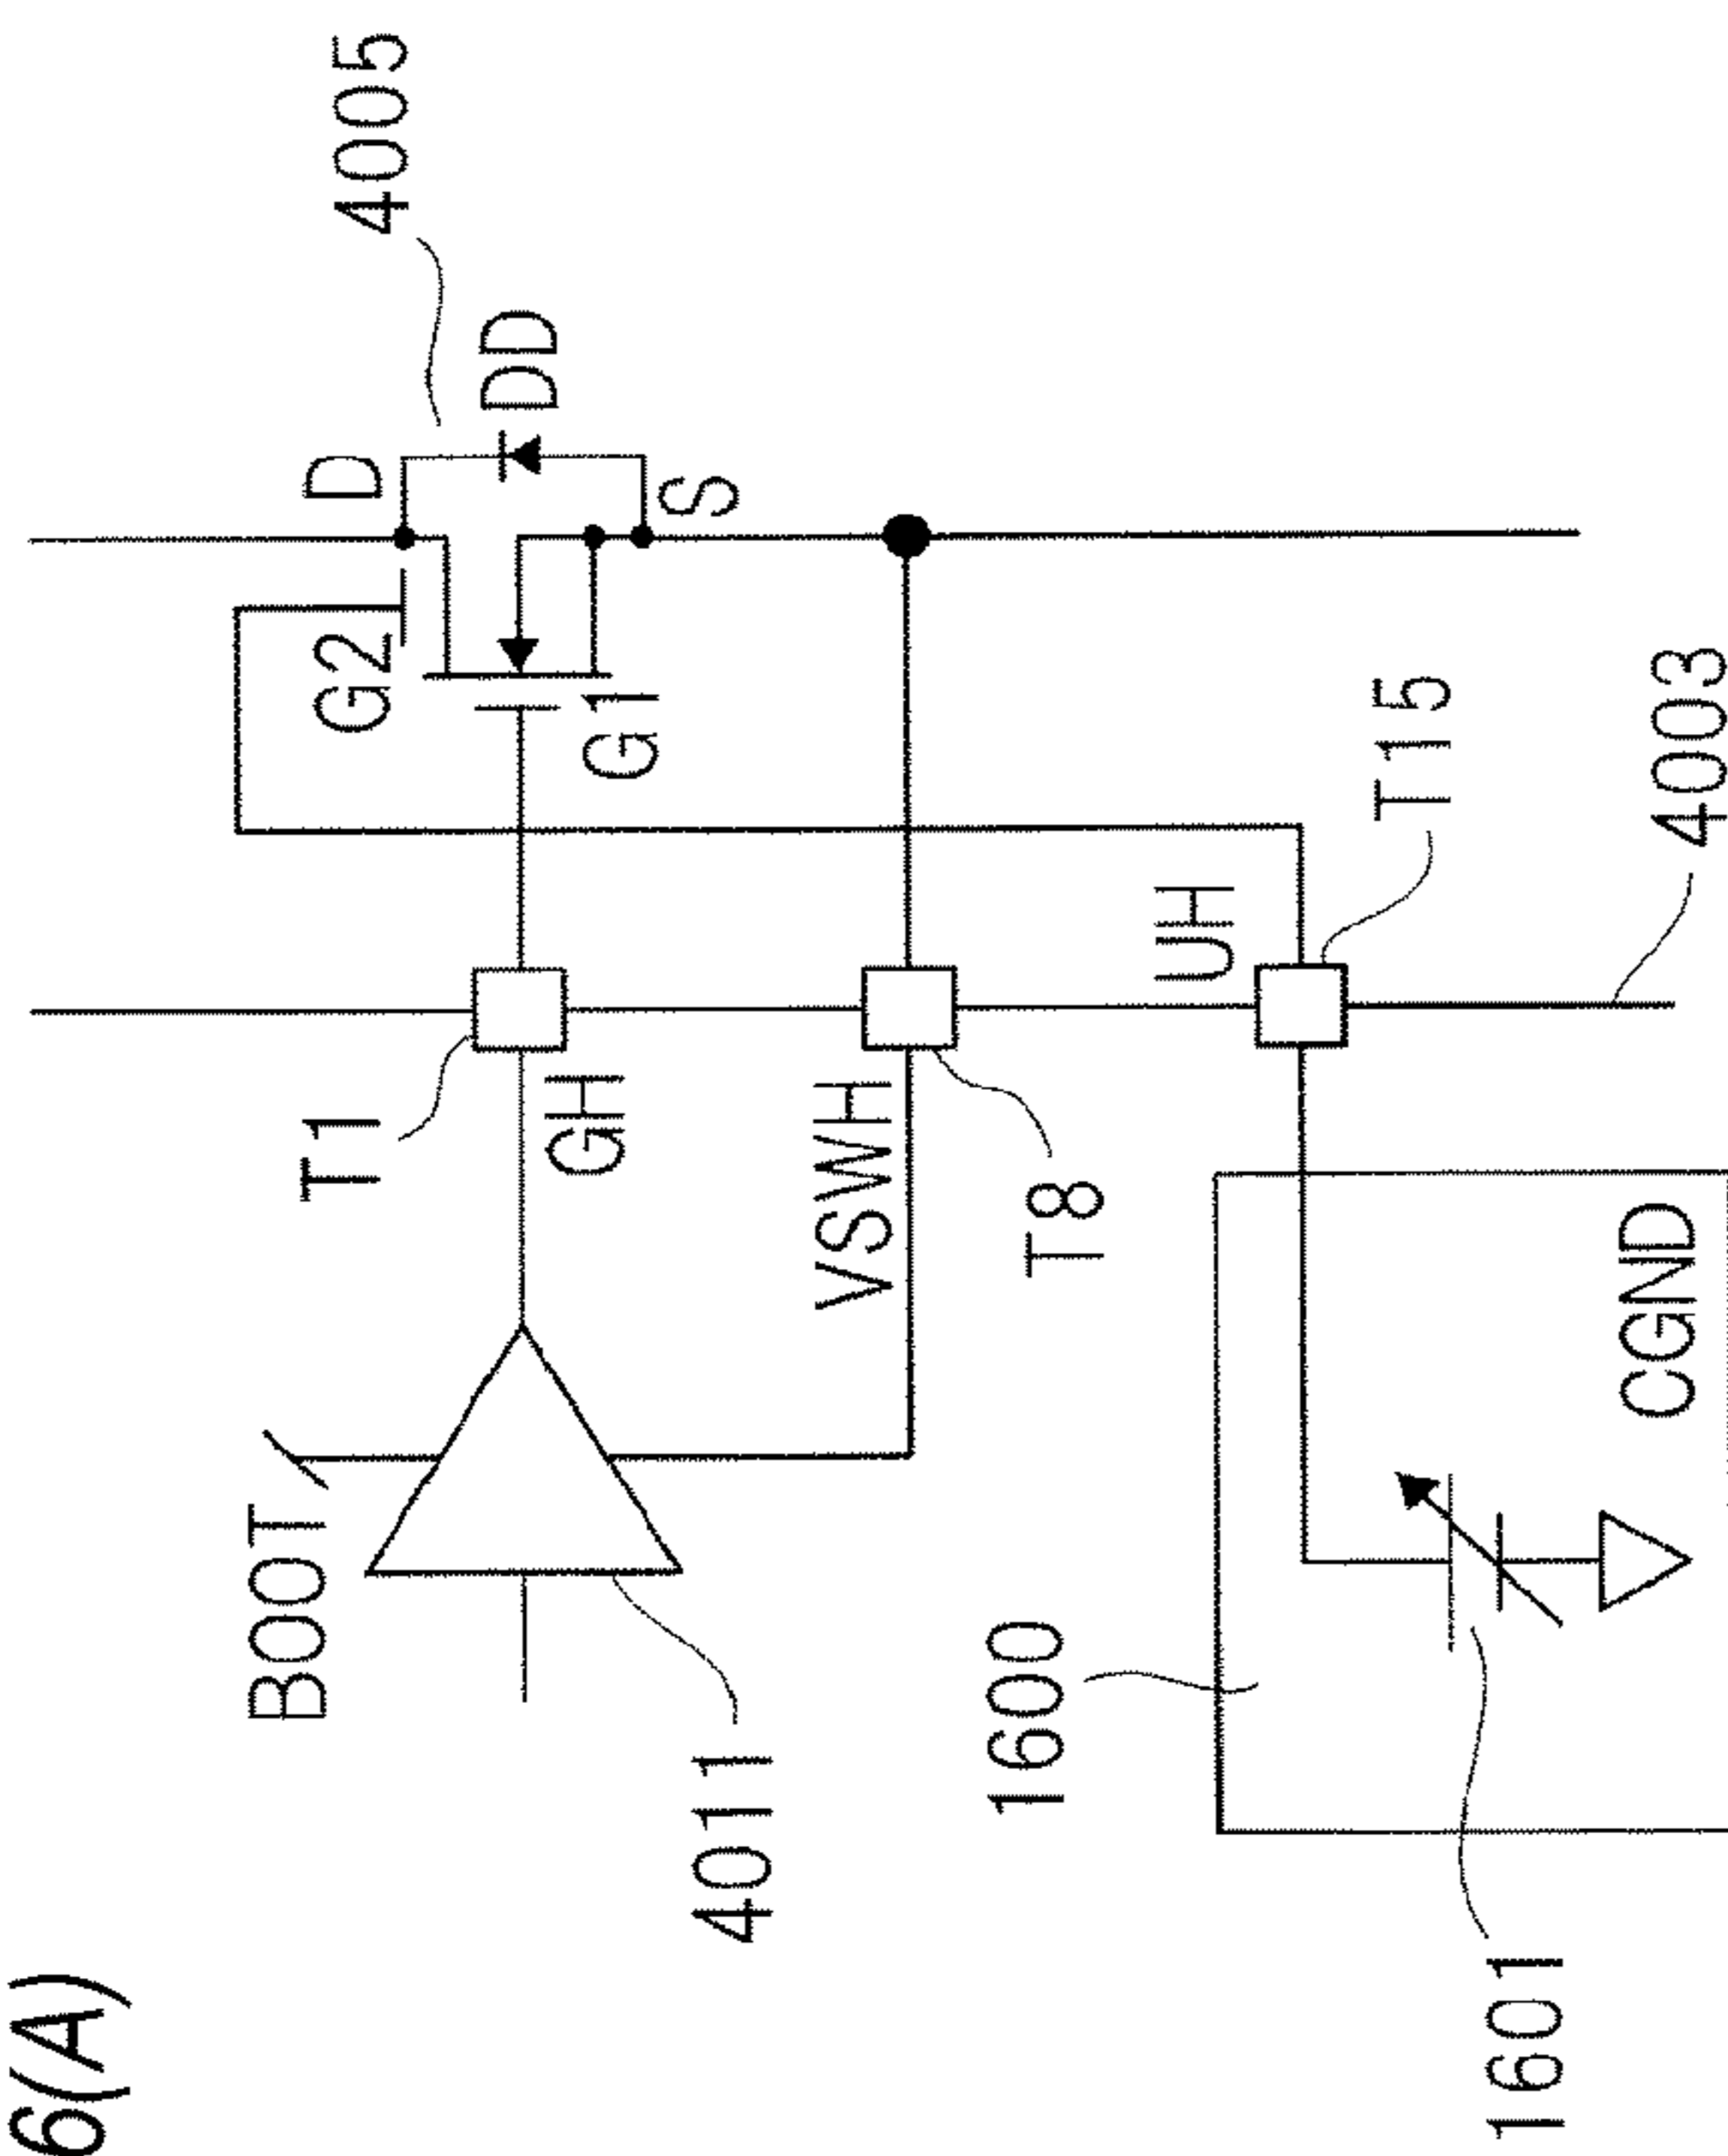 6(A)
BOOT
4011
T1
GH
VSWH
T8
G2
G1
D
DD
S
4005
UH
T15
4003
1600
1601
CGND